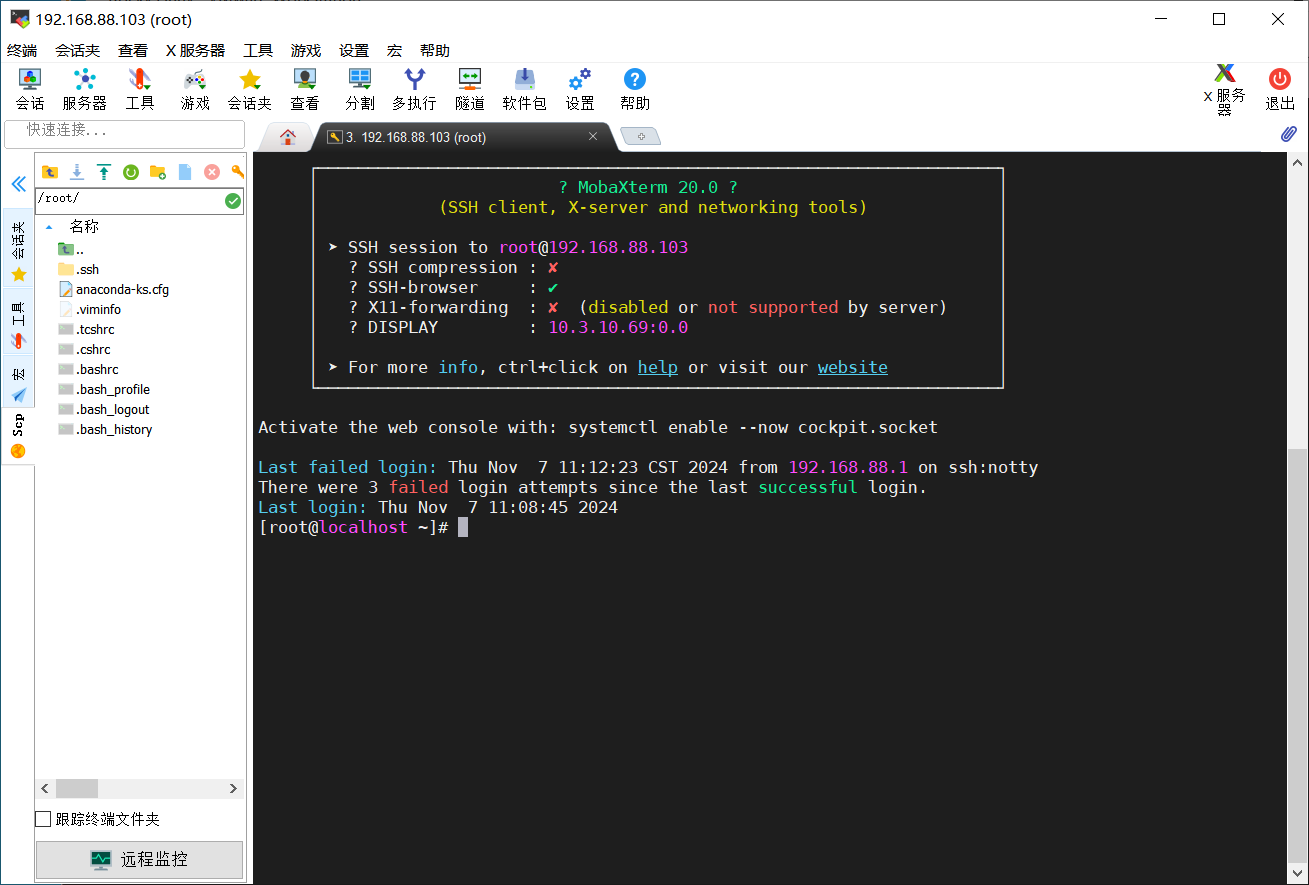 192.168.88.103 (root)
终端 会话夹 查看 X 服务器 工具 游戏 设置 宏 帮助
会话 服务器 工具 游戏 会话夹 查看 分割 多执行 隧道 软件包 设置 帮助 X 服务器 退出
快速连接...
3. 192.168.88.103 (root)
/root/
名称
..
.ssh
anaconda-ks.cfg
.viminfo
.tcshrc
.cshrc
.bashrc
.bash_profile
.bash_logout
.bash_history
会话夹
工具
宏
Scp
跟踪终端文件夹
远程监控
? MobaXterm 20.0 ?
(SSH client, X-server and networking tools)
➤ SSH session to root@192.168.88.103
? SSH compression : ✘
? SSH-browser : ✔
? X11-forwarding : ✘ (disabled or not supported by server)
? DISPLAY : 10.3.10.69:0.0
➤ For more info, ctrl+click on help or visit our website
Activate the web console with: systemctl enable --now cockpit.socket
Last failed login: Thu Nov  7 11:12:23 CST 2024 from 192.168.88.1 on ssh:notty
There were 3 failed login attempts since the last successful login.
Last login: Thu Nov  7 11:08:45 2024
[root@localhost ~]#